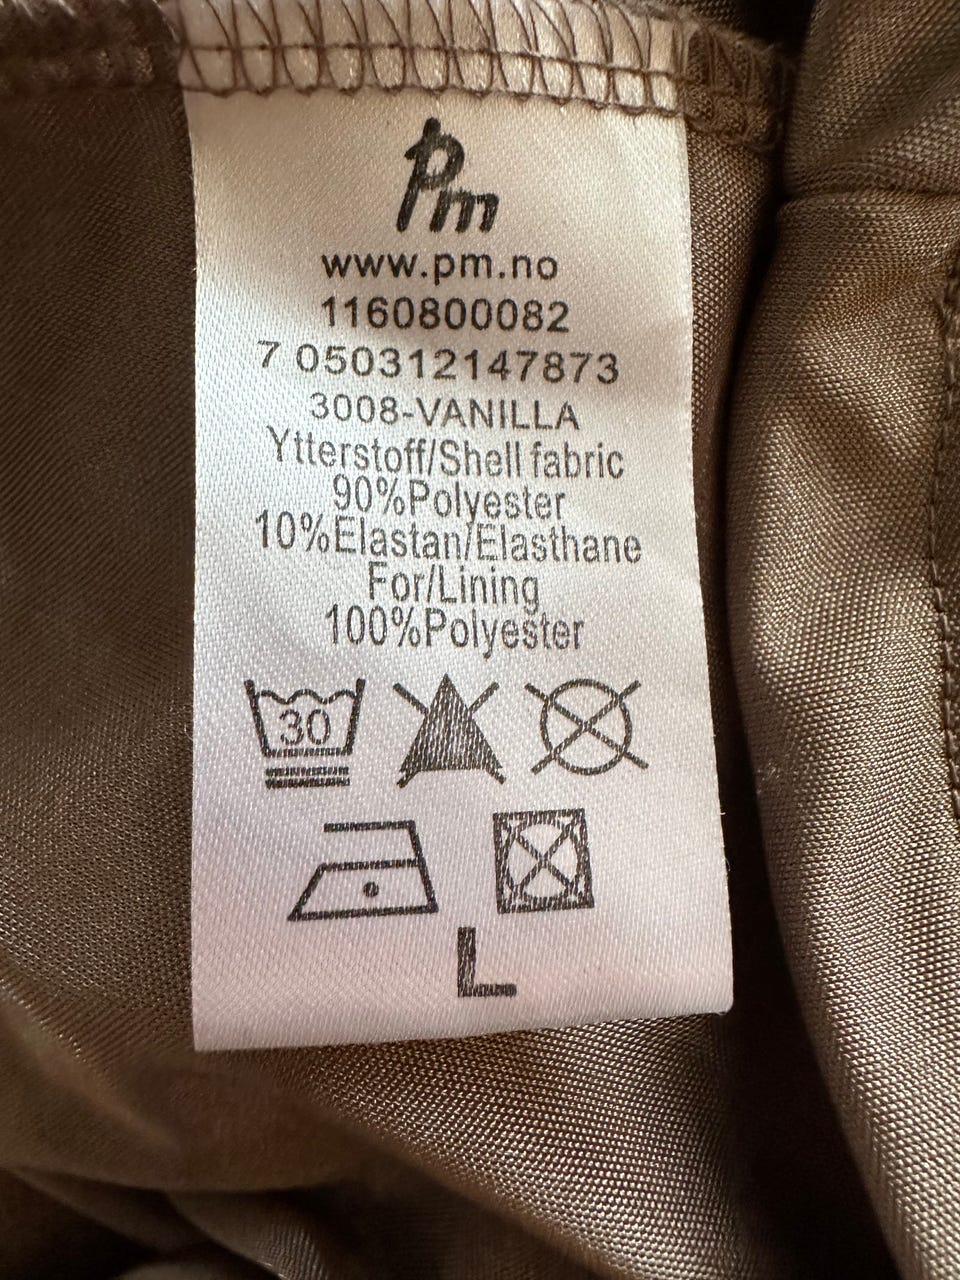 Pm
www.pm.no
1160800082
7 050312147873
3008-VANILLA
Ytterstoff/Shell fabric
90%Polyester
10%Elastan/Elasthane
For/Lining
100%Polyester
30
L